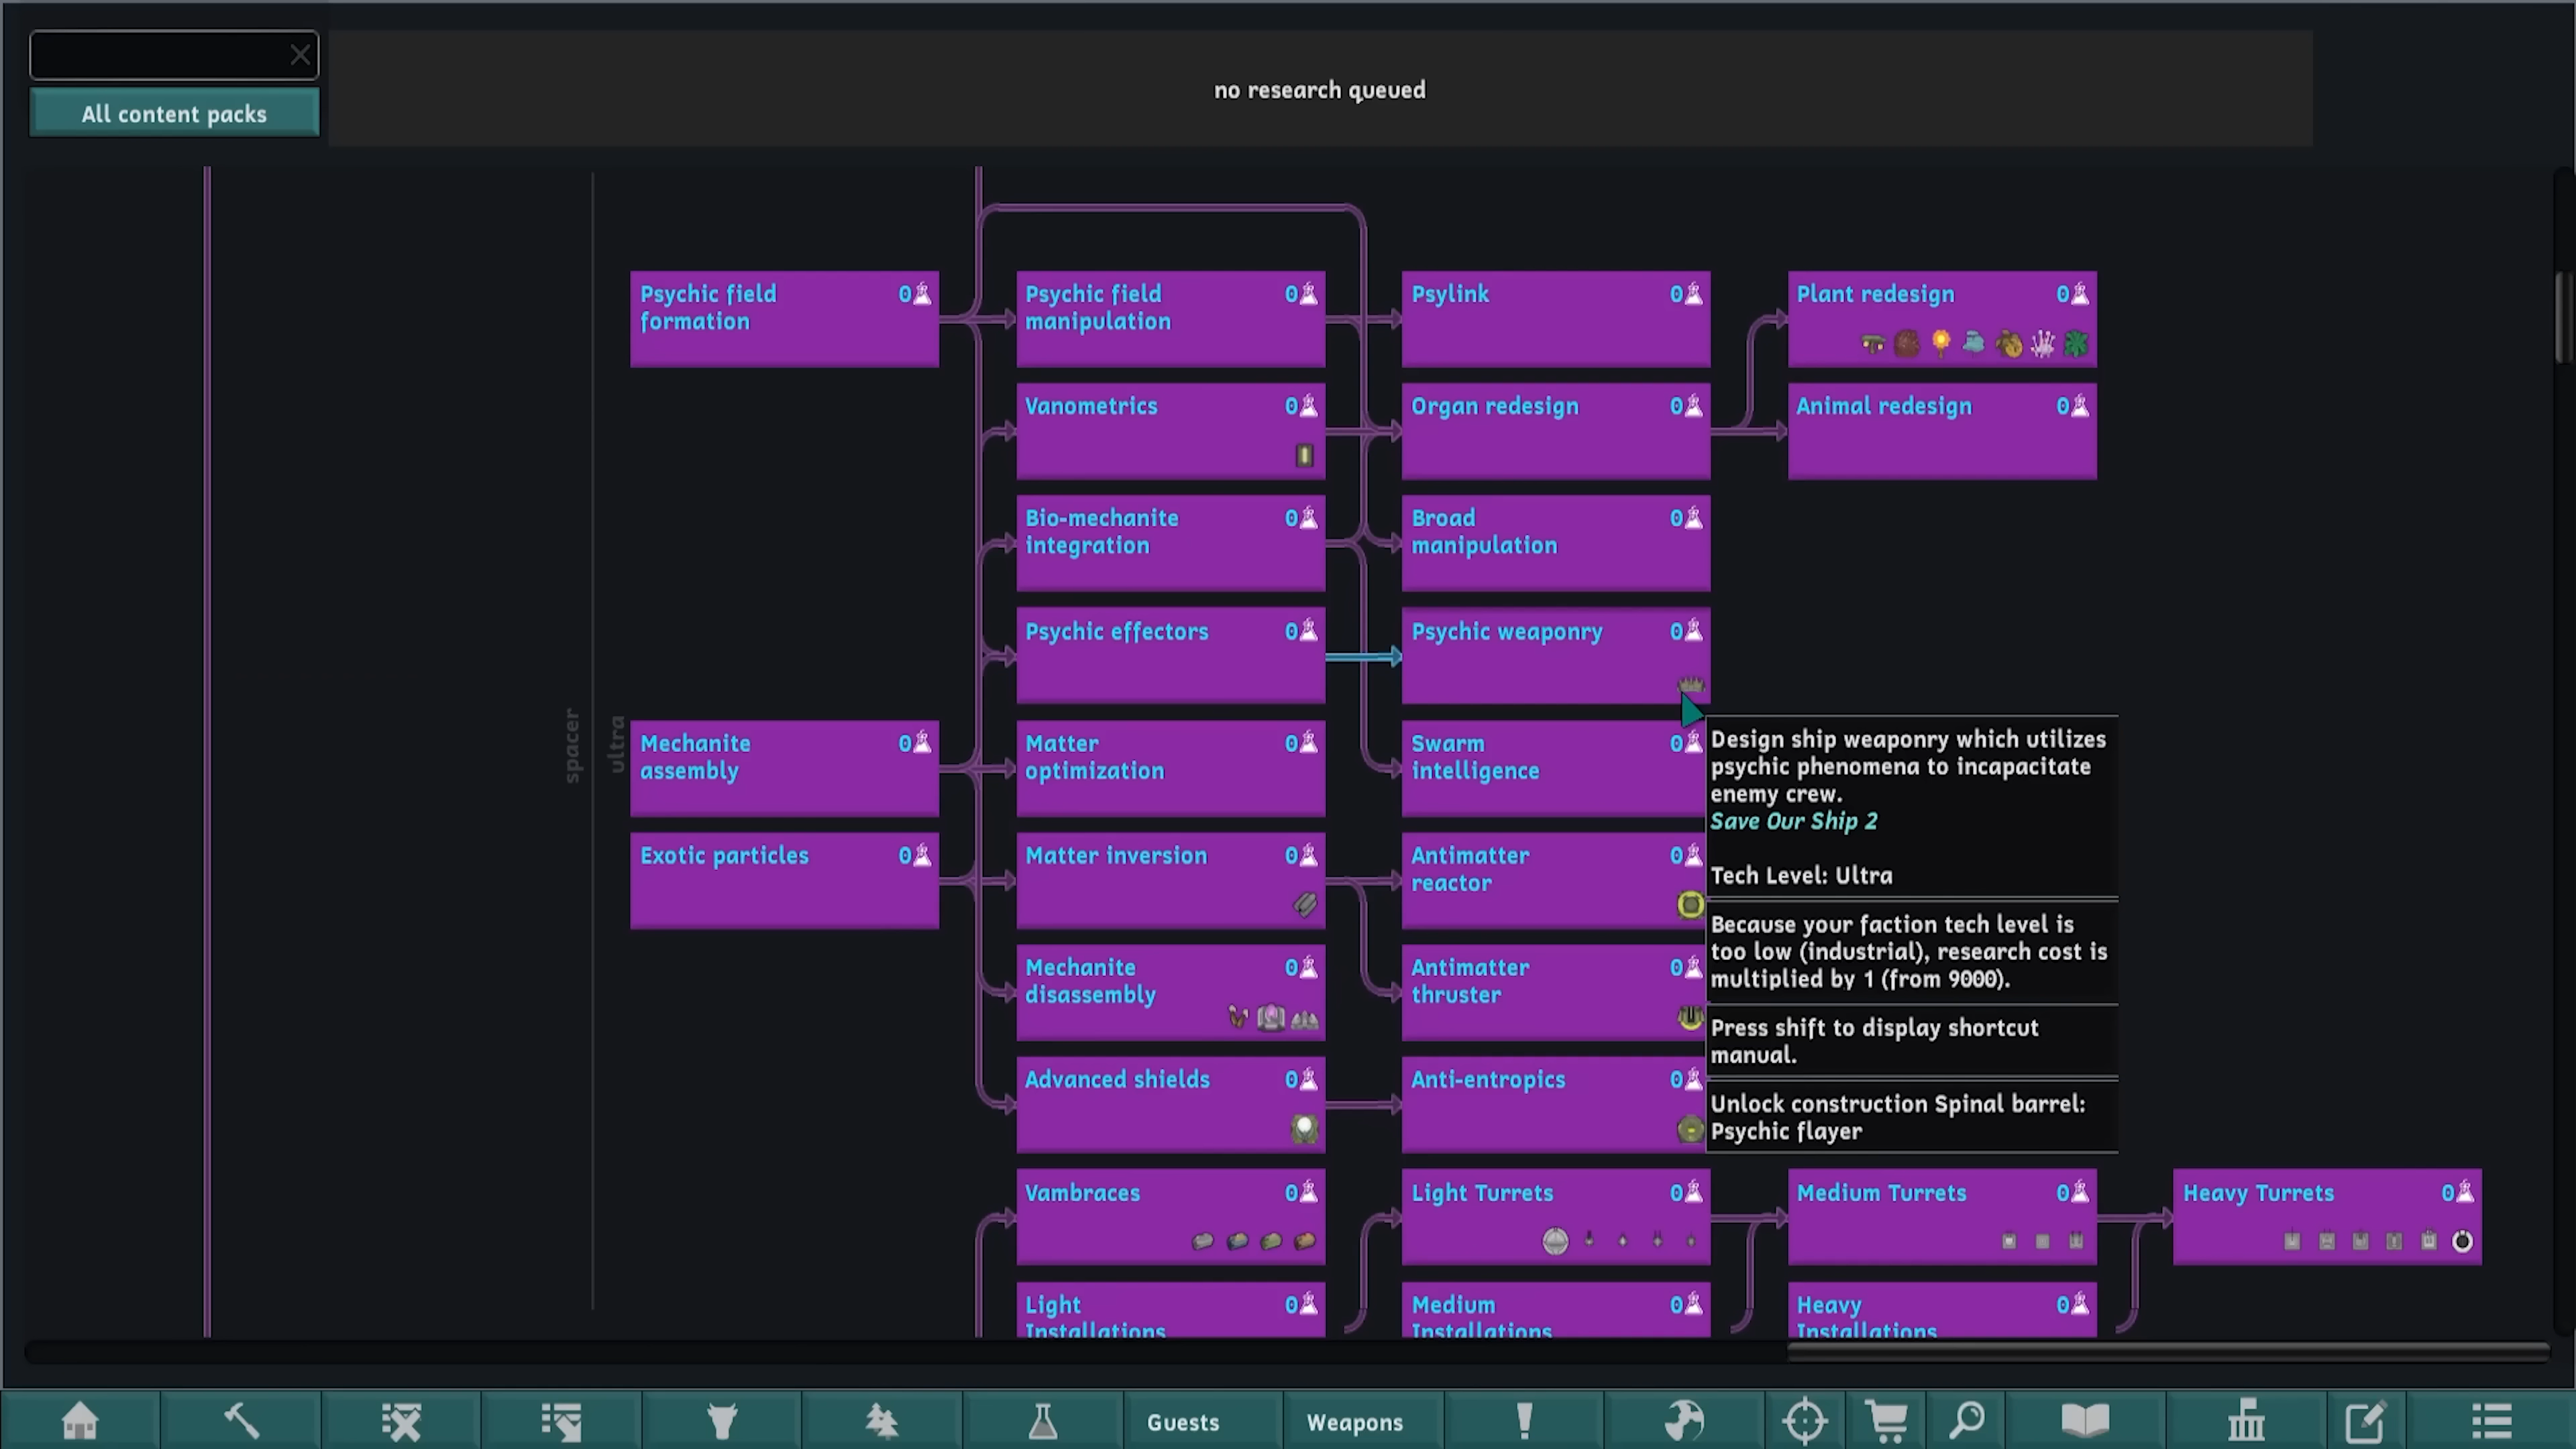 no research queued
All content packs
spacer
ultra
Psychic field
formation
0
Psychic field
manipulation
0
Psylink
0
Plant redesign
0
Vanometrics
0
Organ redesign
0
Animal redesign
0
Bio-mechanite
integration
0
Broad
manipulation
0
Psychic effectors
0
Psychic weaponry
0
Mechanite
assembly
0
Matter
optimization
0
Swarm
intelligence
0
Exotic particles
0
Matter inversion
0
Antimatter
reactor
0
Mechanite
disassembly
0
Antimatter
thruster
0
Advanced shields
0
Anti-entropics
0
Design ship weaponry which utilizes
psychic phenomena to incapacitate
enemy crew.
Save Our Ship 2
Tech Level: Ultra
Because your faction tech level is
too low (industrial), research cost is
multiplied by 1 (from 9000).
Press shift to display shortcut
manual.
Unlock construction Spinal barrel:
Psychic flayer
Vambraces
0
Light Turrets
0
Medium Turrets
0
Heavy Turrets
0
Light
Installations
0
Medium
Installations
0
Heavy
Installations
0
Guests
Weapons